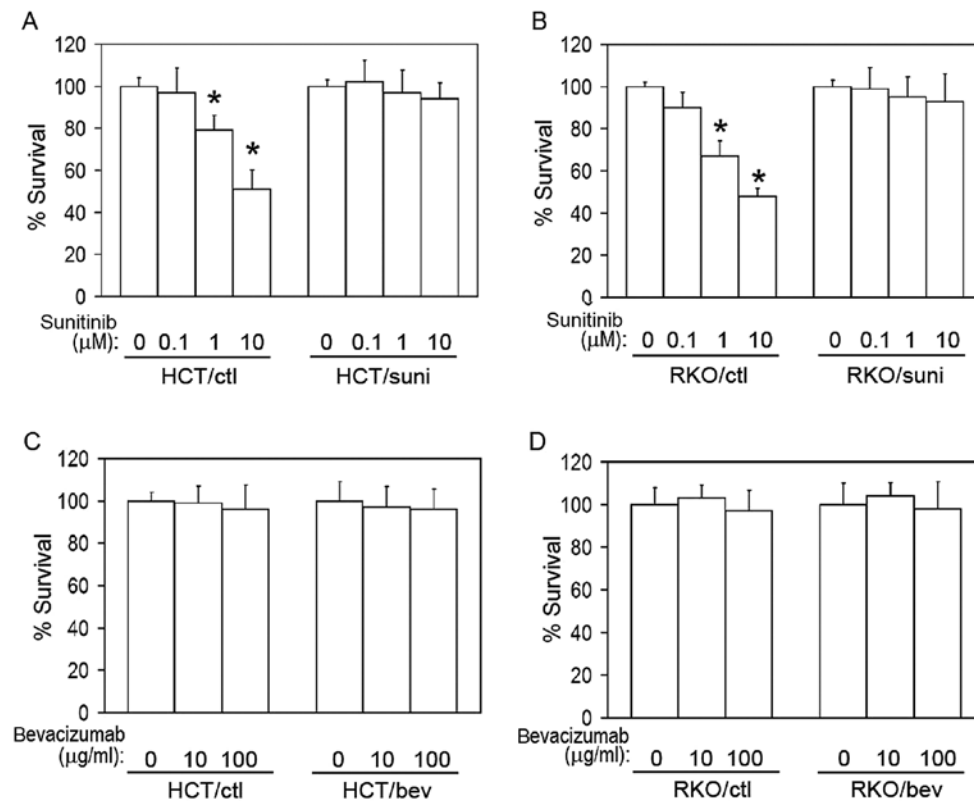 A
120
100
80
60
40
20
0
% Survival
*
*
Sunitinib
(µM):
0 0.1 1 10
0 0.1 1 10
HCT/ctl
HCT/suni
B
120
100
80
60
40
20
0
% Survival
*
*
Sunitinib
(µM):
0 0.1 1 10
0 0.1 1 10
RKO/ctl
RKO/suni
C
120
100
80
60
40
20
0
% Survival
Bevacizumab
(µg/ml):
0 10 100
0 10 100
HCT/ctl
HCT/bev
D
120
100
80
60
40
20
0
% Survival
Bevacizumab
(µg/ml):
0 10 100
0 10 100
RKO/ctl
RKO/bev